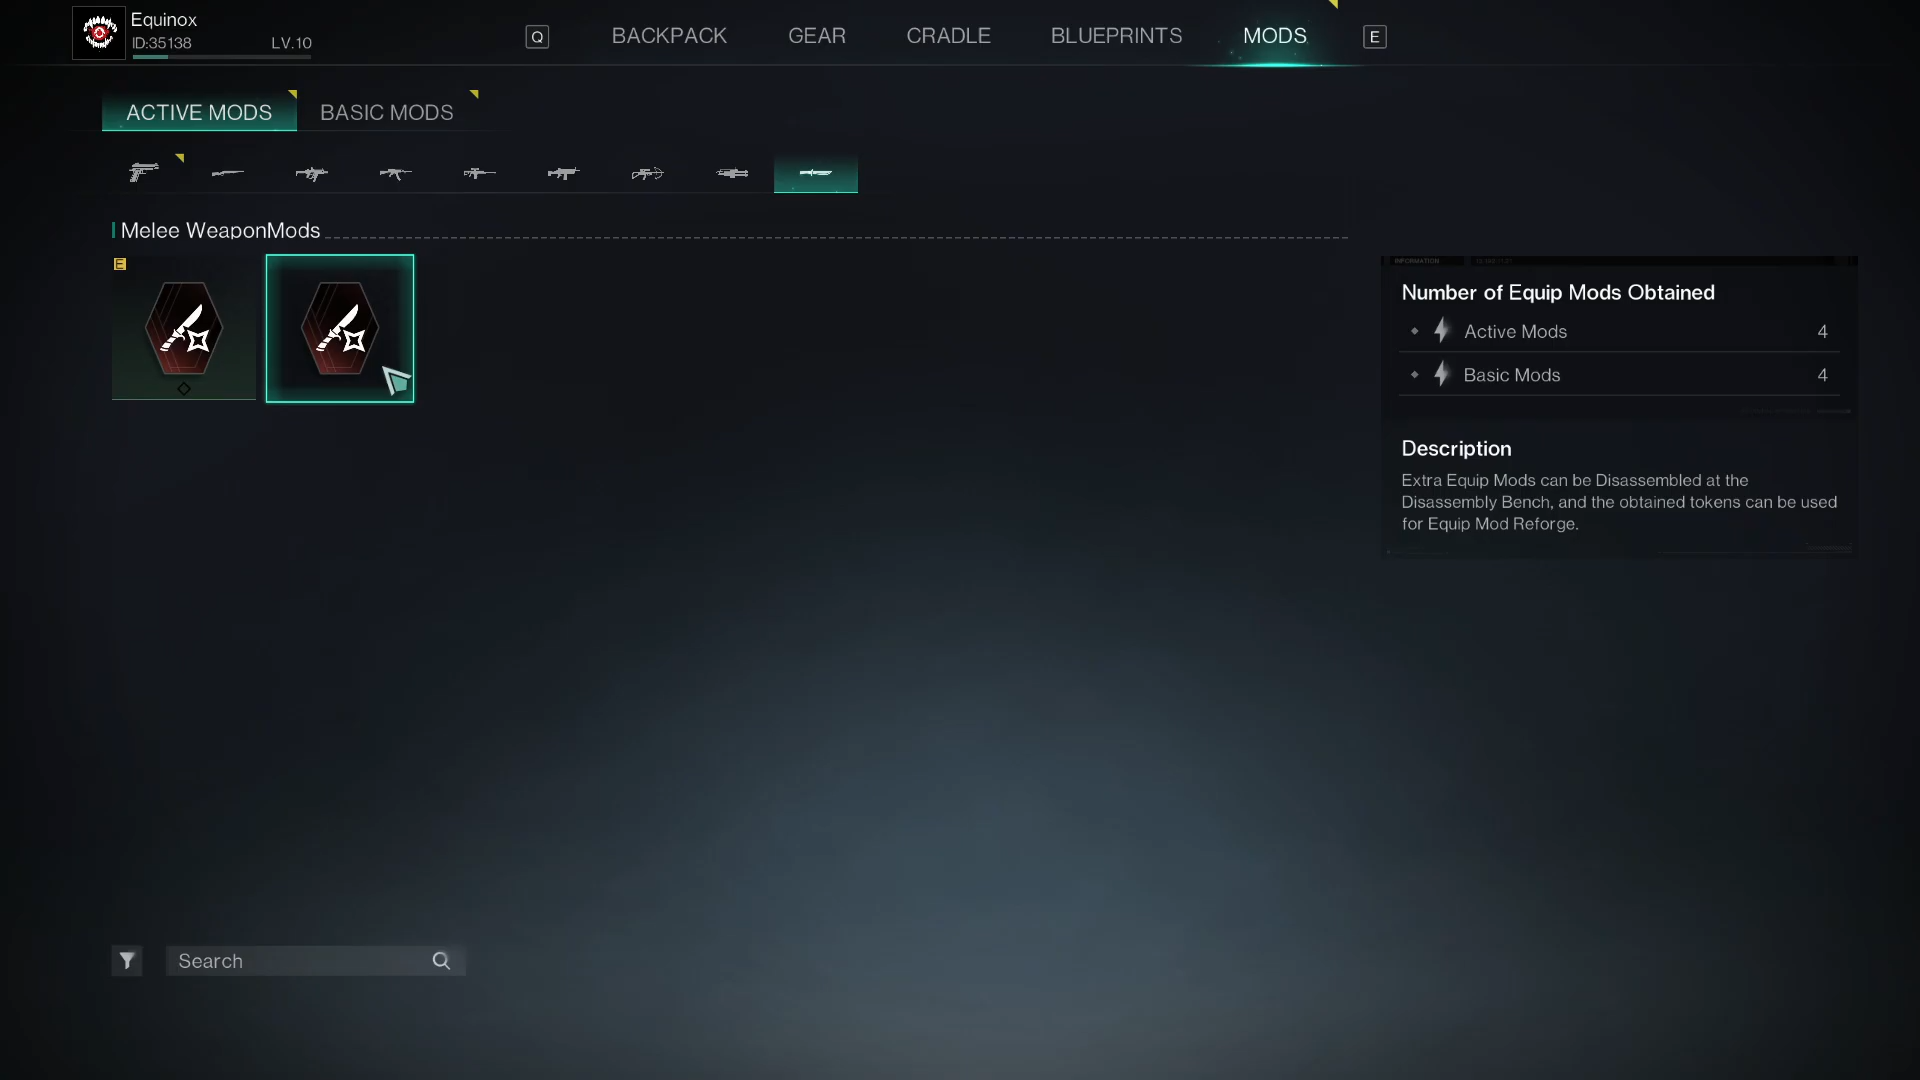 Equinox
ID:35138 LV.10
Q BACKPACK GEAR CRADLE BLUEPRINTS MODS E
ACTIVE MODS BASIC MODS
Melee WeaponMods
E
INFORMATION
Number of Equip Mods Obtained
Active Mods 4
Basic Mods 4
Description
Extra Equip Mods can be Disassembled at the
Disassembly Bench, and the obtained tokens can be used
for Equip Mod Reforge.
Search